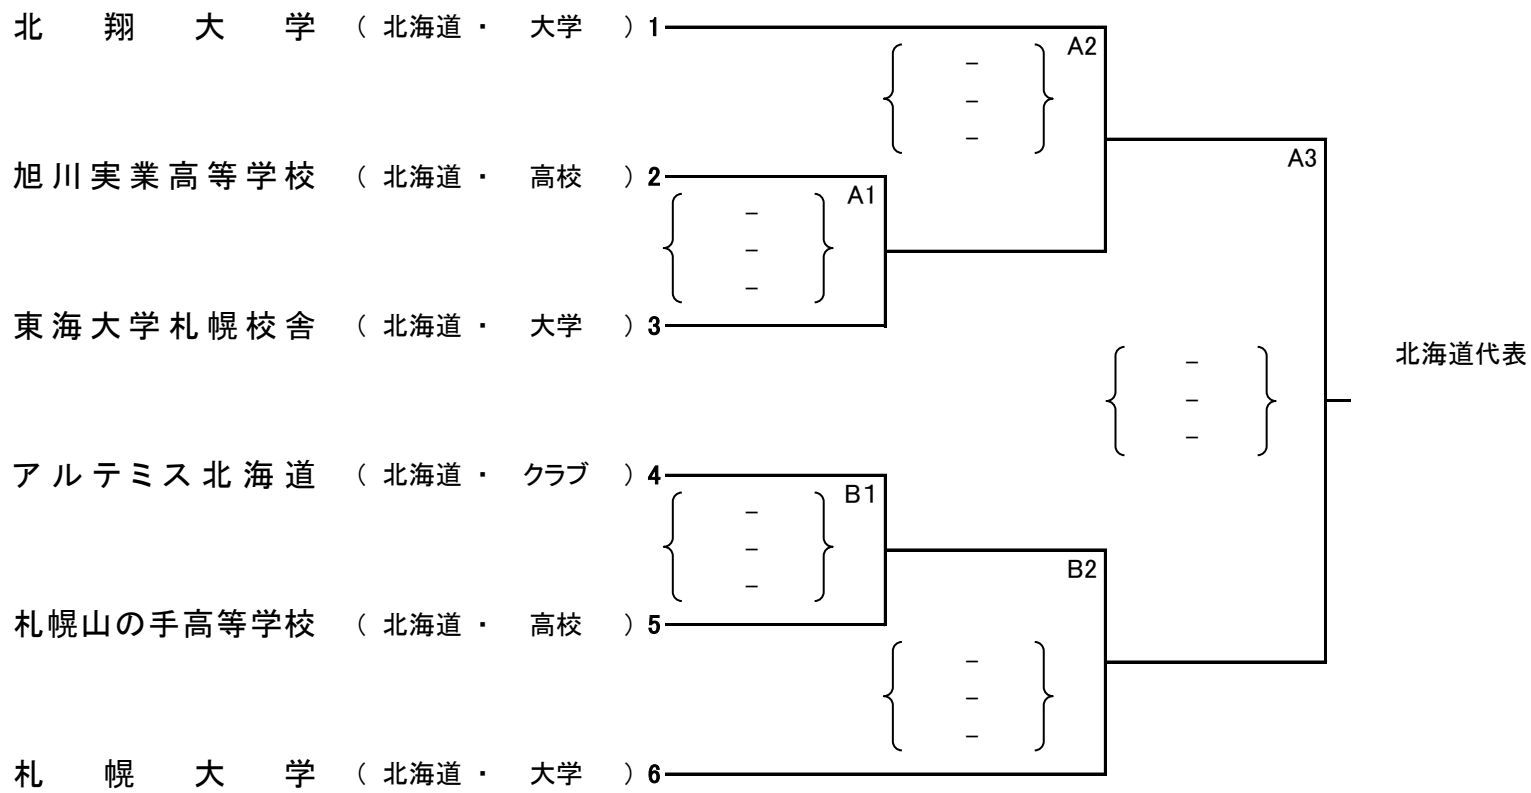 北翔大学 （ 北海道 ・ 大学 ） 1
A2
－
－
－
A3
旭川実業高等学校 （ 北海道 ・ 高校 ） 2
A1
－
－
－
東海大学札幌校舎 （ 北海道 ・ 大学 ） 3
北海道代表
－
－
－
アルテミス北海道 （ 北海道 ・ クラブ ） 4
B1
－
－
－
B2
札幌山の手高等学校 （ 北海道 ・ 高校 ） 5
－
－
－
札幌大学 （ 北海道 ・ 大学 ） 6